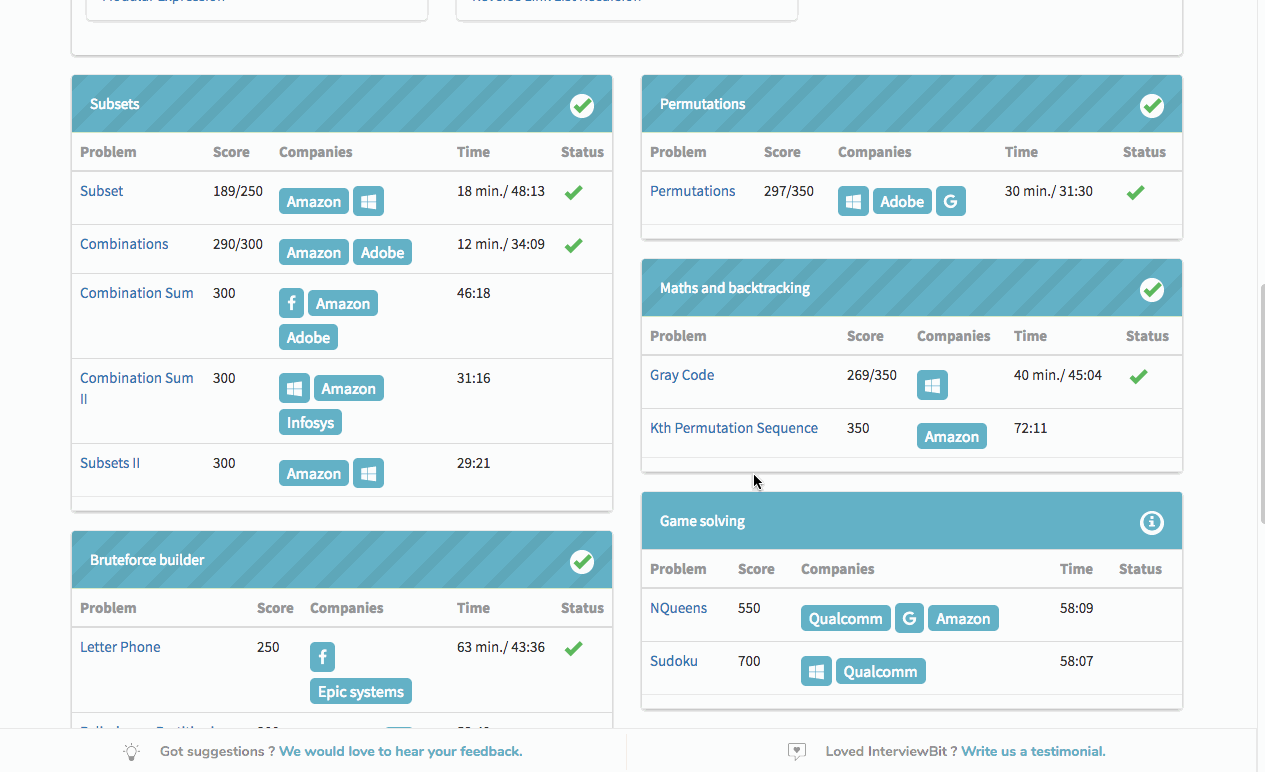 Subsets
Problem Score Companies Time Status
Subset 189/250 Amazon 18 min./ 48:13
Combinations 290/300 Amazon Adobe 12 min./ 34:09
Combination Sum 300 f Amazon 46:18
Adobe
Combination Sum 300 Amazon 31:16
II
Infosys
Subsets II 300 Amazon 29:21
Bruteforce builder
Problem Score Companies Time Status
Letter Phone 250 f 63 min./ 43:36
Epic systems
Permutations
Problem Score Companies Time Status
Permutations 297/350 Adobe G 30 min./ 31:30
Maths and backtracking
Problem Score Companies Time Status
Gray Code 269/350 40 min./ 45:04
Kth Permutation Sequence 350 Amazon 72:11
Game solving
Problem Score Companies Time Status
NQueens 550 Qualcomm G Amazon 58:09
Sudoku 700 Qualcomm 58:07
Got suggestions ? We would love to hear your feedback.
Loved InterviewBit ? Write us a testimonial.